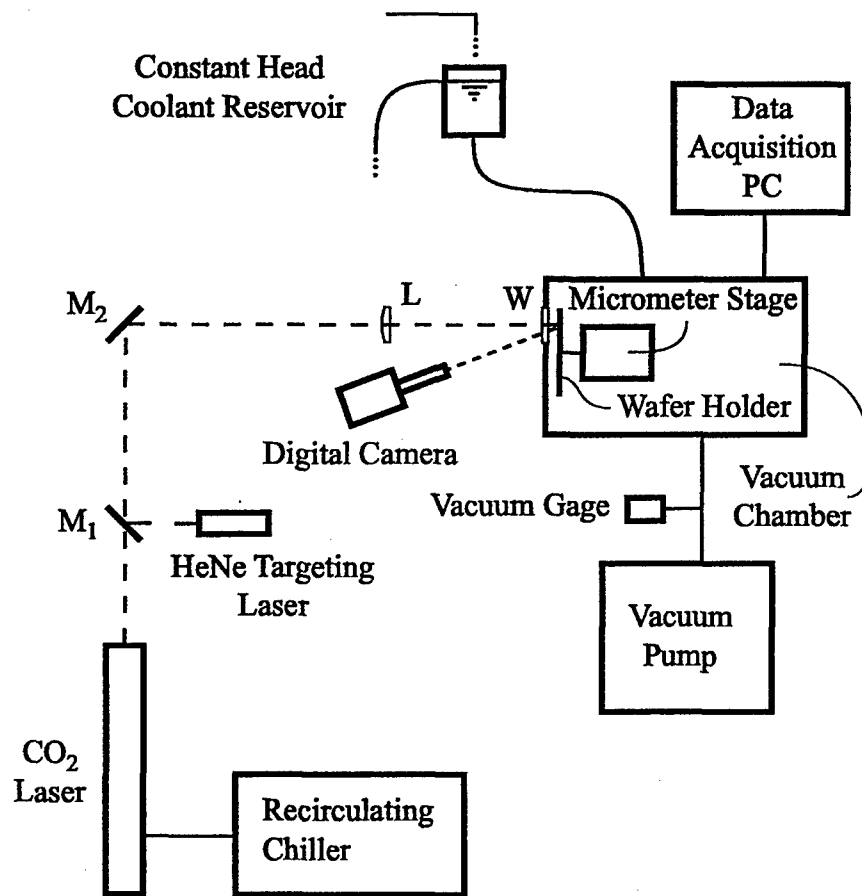 Constant Head
Coolant Reservoir
Data
Acquisition
PC
M₂
L
W
Micrometer Stage
Wafer Holder
Digital Camera
Vacuum Gage
Vacuum
Chamber
M₁
HeNe Targeting
Laser
Vacuum
Pump
CO₂
Laser
Recirculating
Chiller